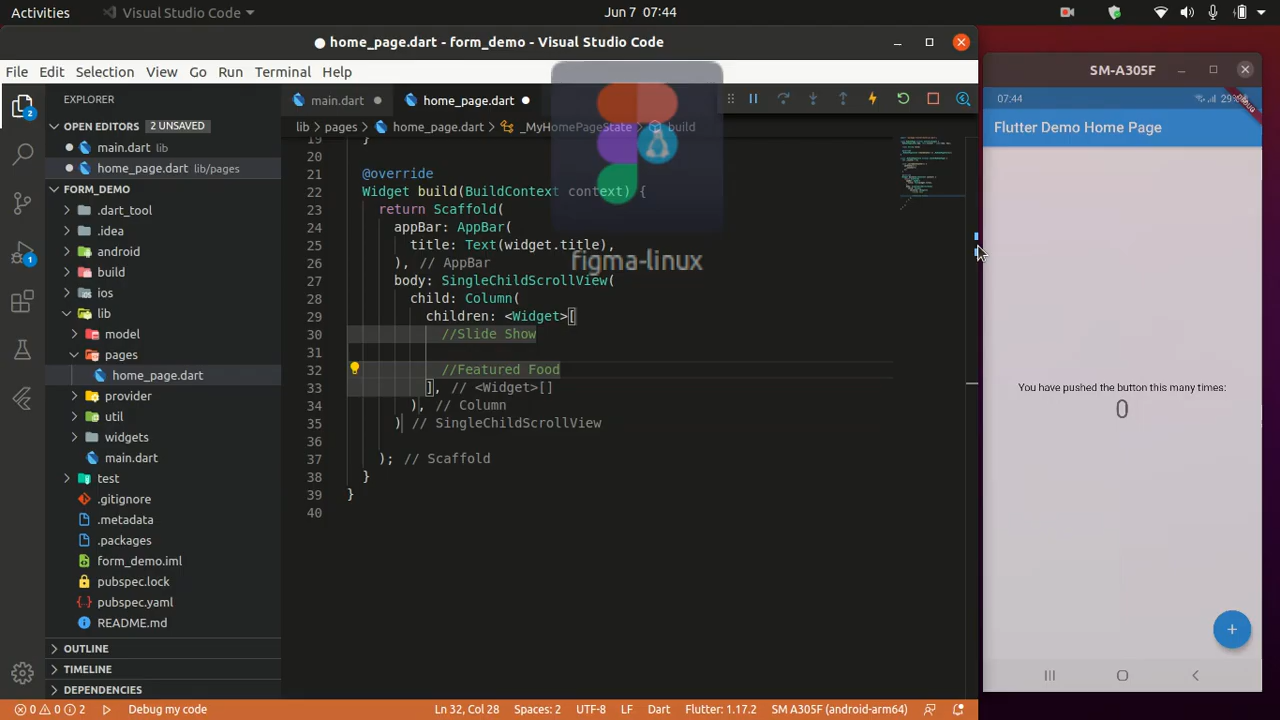 Activities
Visual Studio Code
Jun 7 07:44
home_page.dart - form_demo - Visual Studio Code
File Edit Selection View Go Run Terminal Help
EXPLORER
OPEN EDITORS 2 UNSAVED
main.dart lib
home_page.dart lib/pages
FORM_DEMO
.dart_tool
.idea
android
build
ios
lib
model
pages
home_page.dart
provider
util
widgets
main.dart
test
.gitignore
.metadata
.packages
form_demo.iml
pubspec.lock
pubspec.yaml
README.md
OUTLINE
TIMELINE
DEPENDENCIES
2
1
main.dart
home_page.dart
lib > pages > home_page.dart > _MyHomePageState > build
19 }
20
21 @override
22 Widget build(BuildContext context) {
23 return Scaffold(
24 appBar: AppBar(
25 title: Text(widget.title),
26 ), // AppBar
27 body: SingleChildScrollView(
28 child: Column(
29 children: <Widget>[
30 //Slide Show
31
32 //Featured Food
33 ], // <Widget>[]
34 ), // Column
35 ) // SingleChildScrollView
36
37 ); // Scaffold
38 }
39 }
40
figma-linux
SM-A305F
07:44
29%
Flutter Demo Home Page
You have pushed the button this many times:
0
+
0 0 2
Debug my code
Ln 32, Col 28
Spaces: 2
UTF-8
LF
Dart
Flutter: 1.17.2
SM A305F (android-arm64)